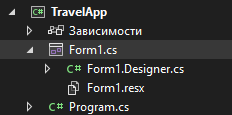 C# TravelApp
Зависимости
Form1.cs
C# Form1.Designer.cs
Form1.resx
C# Program.cs